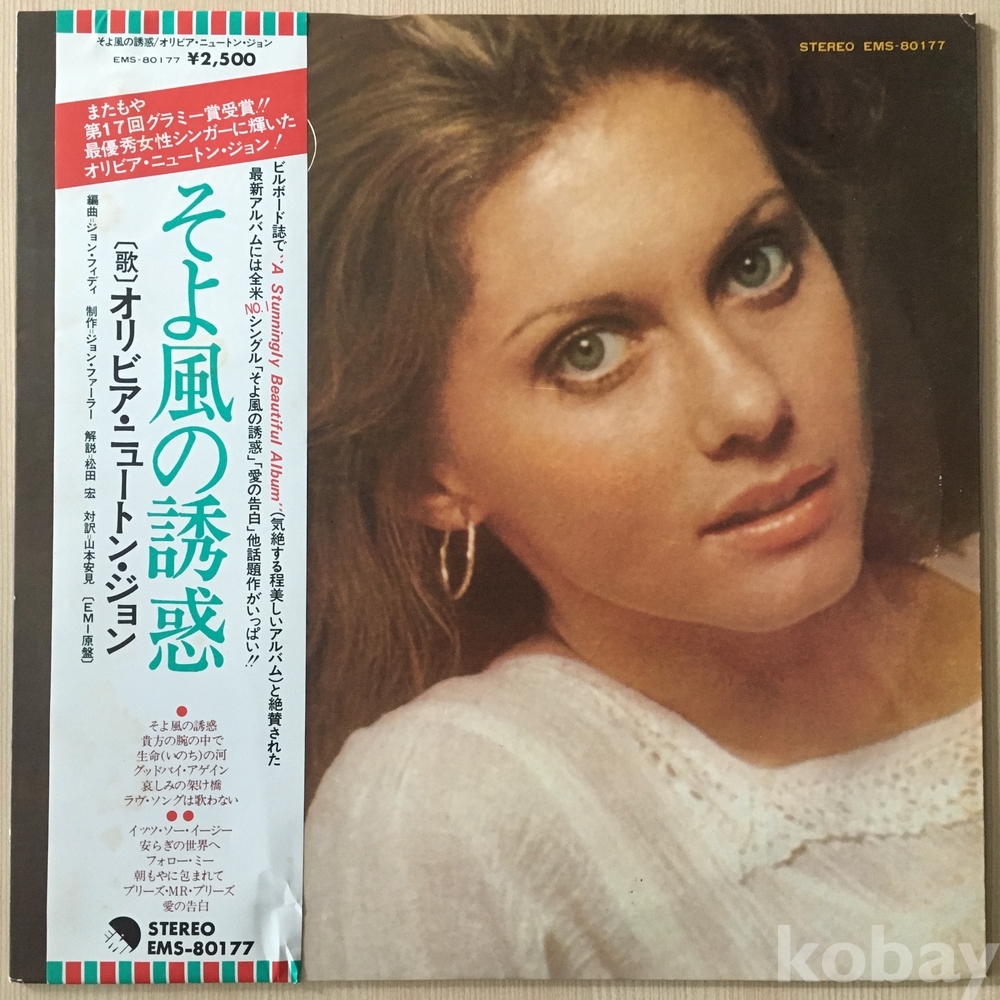 そよ風の誘惑/オリビア・ニュートン・ジョン
EMS-80177 ¥2,500
またもや
第17回グラミー賞受賞!!
最優秀女性シンガーに輝いた
オリビア・ニュートン・ジョン!
ビルボード誌で“A Stunningly Beautiful Album”(気絶する程美しいアルバム)と絶賛された
最新アルバムには全米NO.1シングル「そよ風の誘惑」「愛の告白」他話題作がいっぱい!!
そよ風の誘惑
〔歌〕オリビア・ニュートン・ジョン
編曲=ジョン・フィディ 制作=ジョン・ファーラー 解説=松田 宏 対訳=山本安見 〔EMI原盤〕
●
そよ風の誘惑
貴方の腕の中で
生命(いのち)の河
グッドバイ・アゲイン
哀しみの架け橋
ラヴ・ソングは歌わない
●●
イッツ・ソー・イージー
安らぎの世界へ
フォロー・ミー
朝もやに包まれて
プリーズ・MR・プリーズ
愛の告白
STEREO
EMS-80177
STEREO EMS-80177
kobay